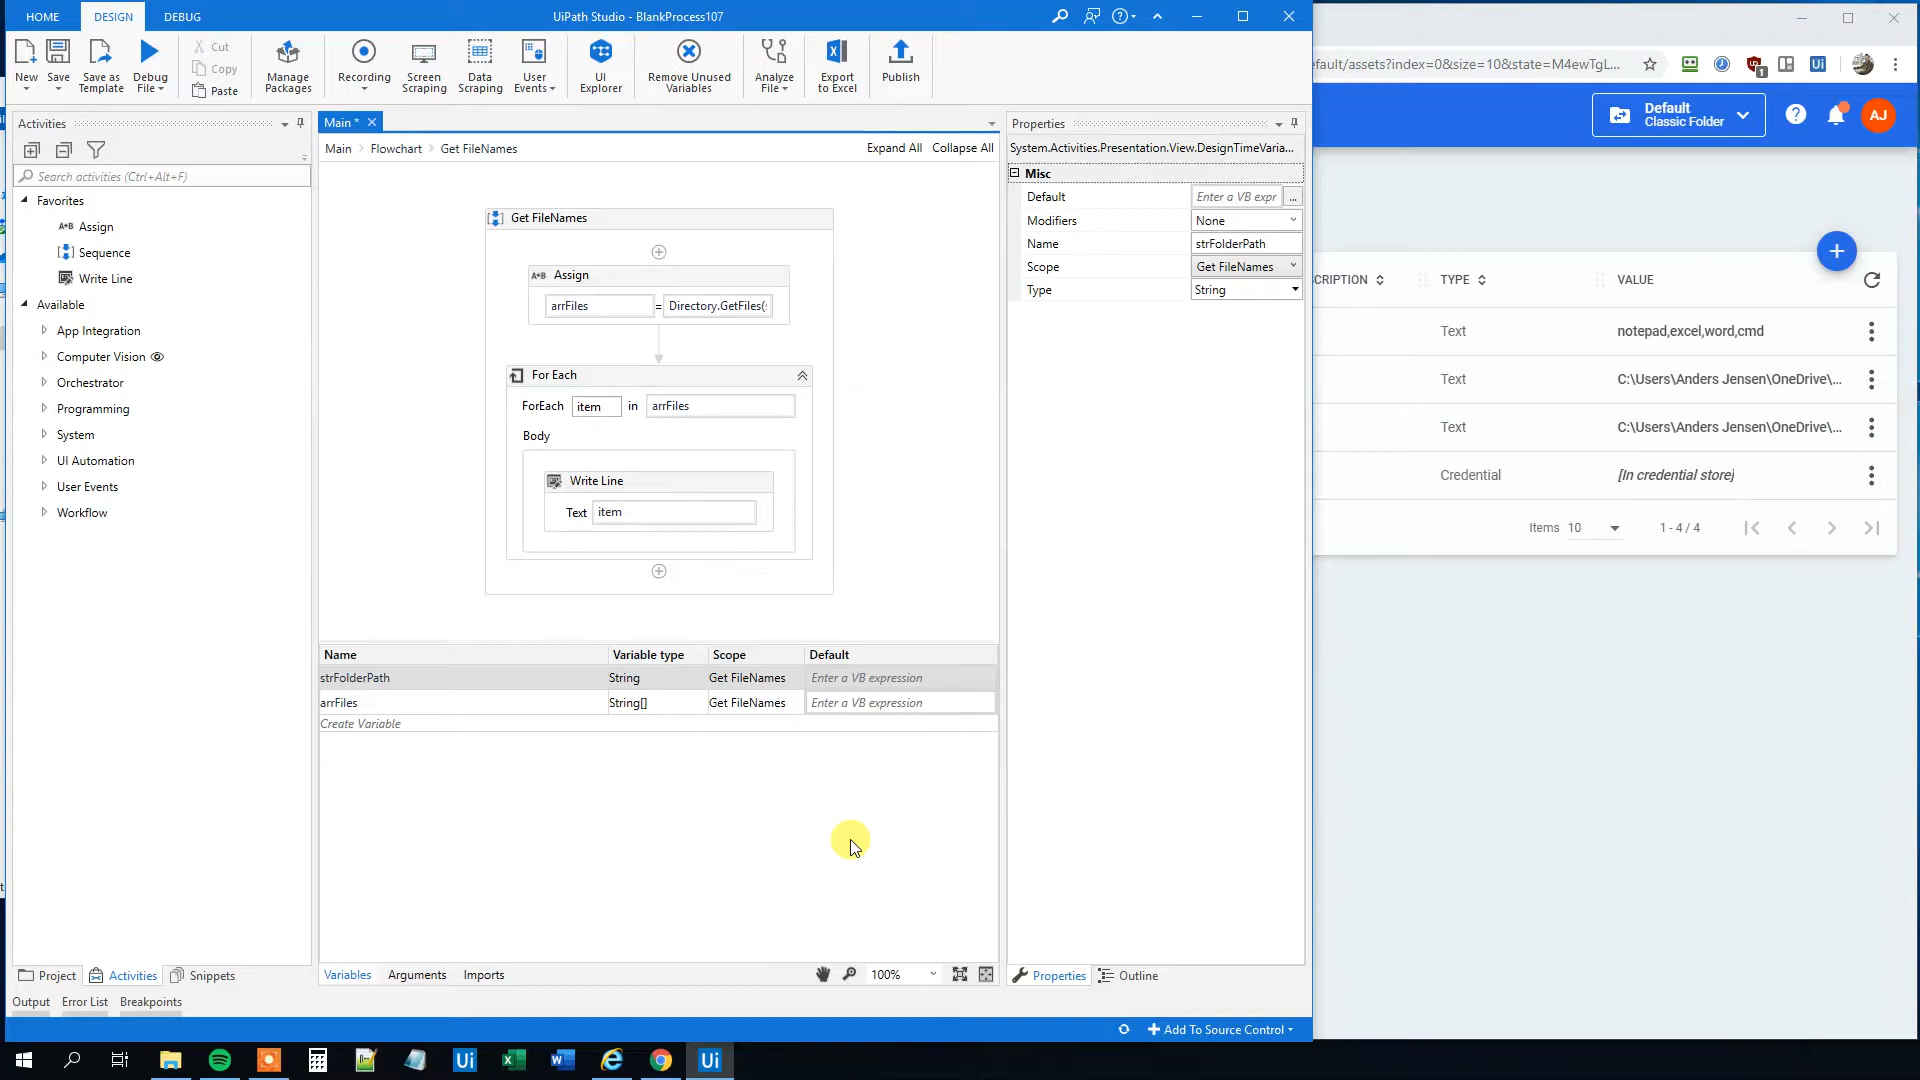 HOME DESIGN DEBUG
UiPath Studio - BlankProcess107
New
Save
Save as Template
Debug File
Cut
Copy
Paste
Manage Packages
Recording
Screen Scraping
Data Scraping
User Events
UI Explorer
Remove Unused Variables
Analyze File
Export to Excel
Publish
Activities
Search activities (Ctrl+Alt+F)
Favorites
Assign
Sequence
Write Line
Available
App Integration
Computer Vision
Orchestrator
Programming
System
UI Automation
User Events
Workflow
Project Activities Snippets
Output Error List Breakpoints
Main *
Main Flowchart Get FileNames
Expand All Collapse All
Get FileNames
A+B Assign
arrFiles = Directory.GetFiles(
For Each
ForEach item in arrFiles
Body
Write Line
Text item
Name Variable type Scope Default
strFolderPath String Get FileNames Enter a VB expression
arrFiles String[] Get FileNames Enter a VB expression
Create Variable
Variables Arguments Imports
100%
Properties
System.Activities.Presentation.View.DesignTimeVaria...
Misc
Default Enter a VB expr ...
Modifiers None
Name strFolderPath
Scope Get FileNames
Type String
Properties Outline
Add To Source Control
efault/assets?index=0&size=10&state=M4ewTgL...
Default
Classic Folder
AJ
CRIPTION TYPE VALUE
Text notepad,excel,word,cmd
Text C:\Users\Anders Jensen\OneDrive\...
Text C:\Users\Anders Jensen\OneDrive\...
Credential [In credential store]
Items 10 1 - 4 / 4
Ui
Ui